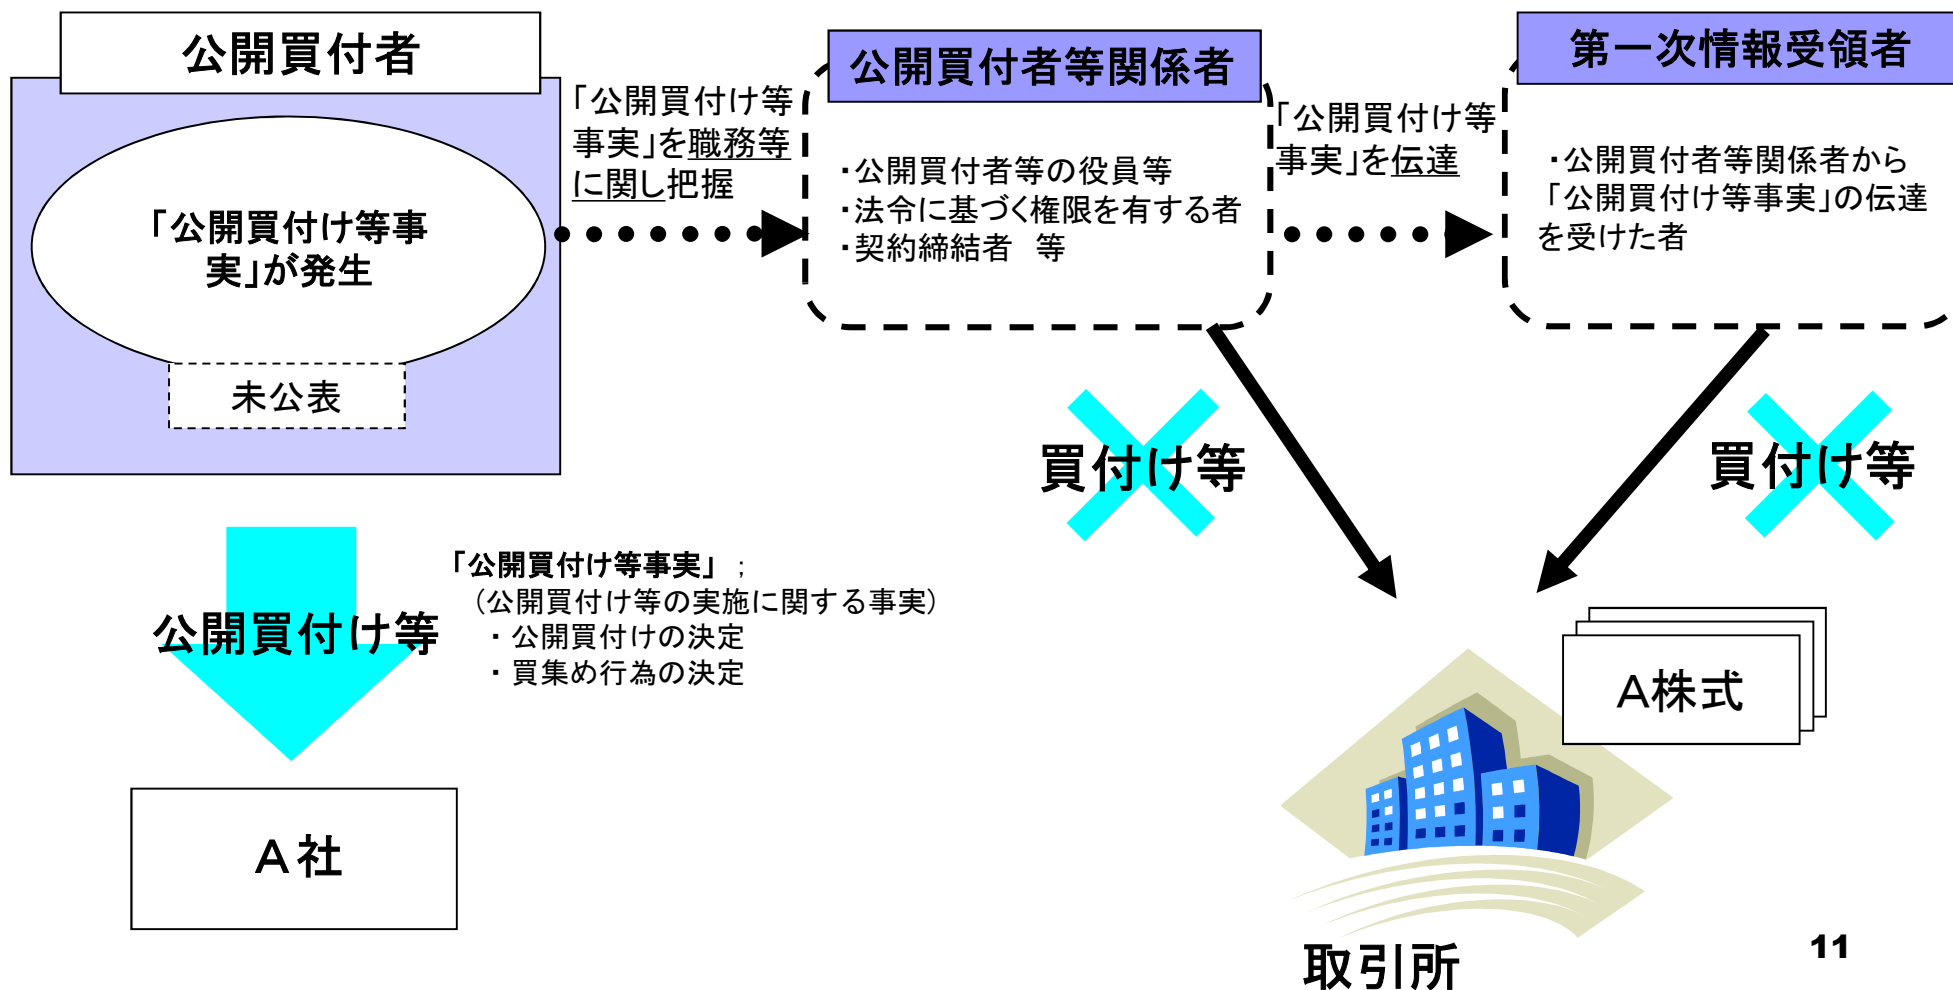 公開買付者
「公開買付け等事
実」が発生
未公表
「公開買付け等
事実」を職務等
に関し把握
公開買付者等関係者
・公開買付者等の役員等
・法令に基づく権限を有する者
・契約締結者　等
「公開買付け等
事実」を伝達
第一次情報受領者
・公開買付者等関係者から
「公開買付け等事実」の伝達
を受けた者
買付け等
買付け等
公開買付け等
「公開買付け等事実」；
（公開買付け等の実施に関する事実）
・公開買付けの決定
・買集め行為の決定
A株式
A社
取引所
11